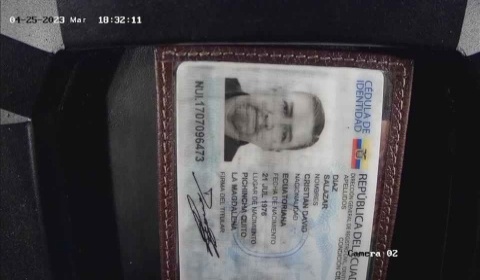 04-25-2023 Mar 18:32:11
CÉDULA DE
IDENTIDAD
REPÚBLICA DEL ECUA
APELLIDOS
SALAZAR
DIAZ
NOMBRES
CRISTIAN DAVID
NACIONALIDAD
ECUATORIANA
FECHA DE NACIMIENTO
21 JUL 1978
LUGAR DE NACIMIENTO
PICHINCHA QUITO
LA MAGDALENA
FIRMA DEL TITULAR
NUI.1707096473
Camera 02